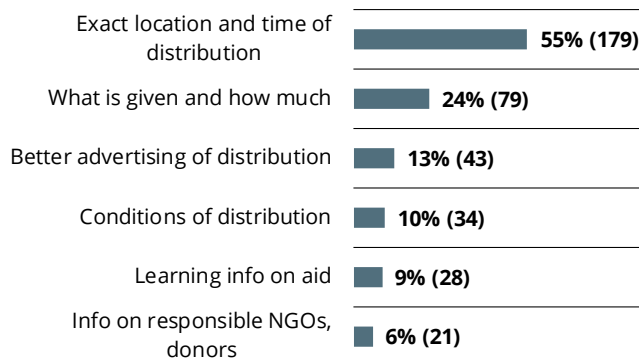 Exact location and time of
distribution
55% (179)
What is given and how much
24% (79)
Better advertising of distribution
13% (43)
Conditions of distribution
10% (34)
Learning info on aid
9% (28)
Info on responsible NGOs,
donors
6% (21)